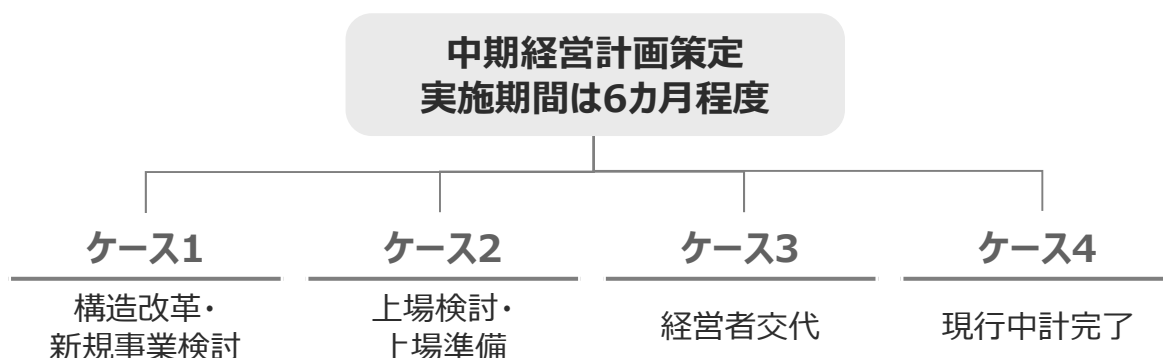 中期経営計画策定
実施期間は6カ月程度
ケース1
ケース2
ケース3
ケース4
構造改革・
新規事業検討
上場検討・
上場準備
経営者交代
現行中計完了